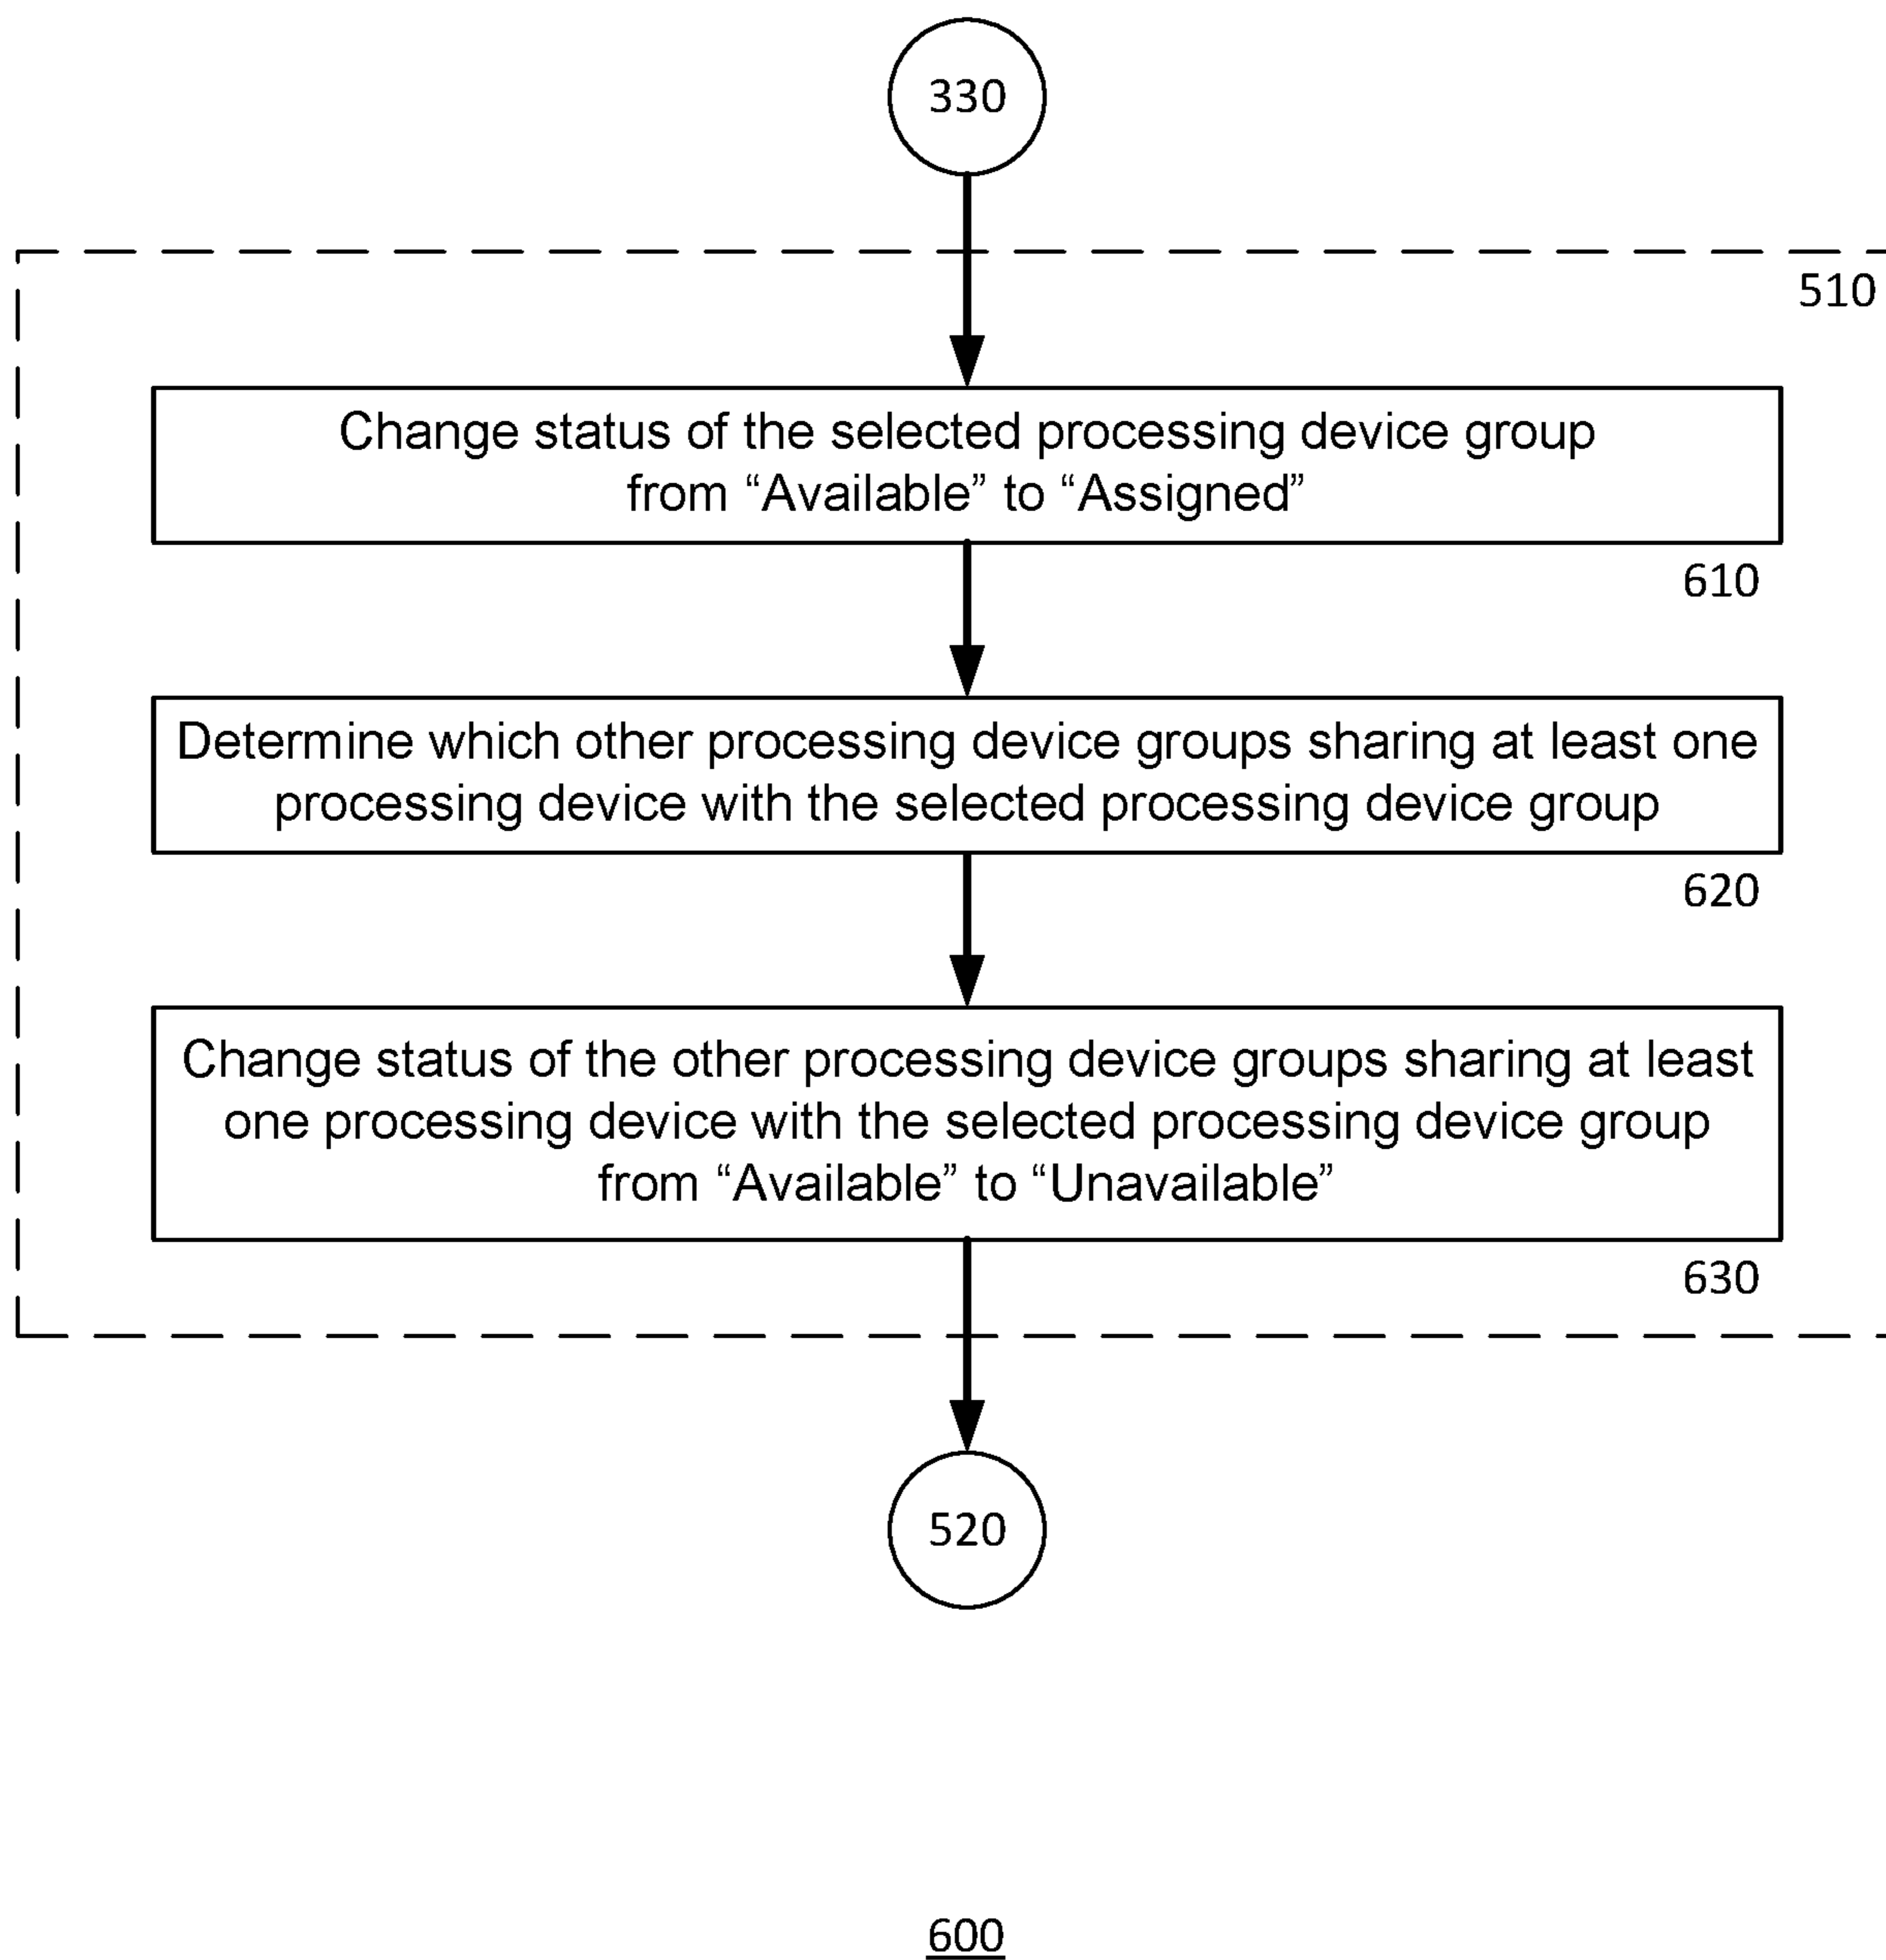 330
510
Change status of the selected processing device group
from “Available” to “Assigned”
610
Determine which other processing device groups sharing at least one
processing device with the selected processing device group
620
Change status of the other processing device groups sharing at least
one processing device with the selected processing device group
from “Available” to “Unavailable”
630
520
600